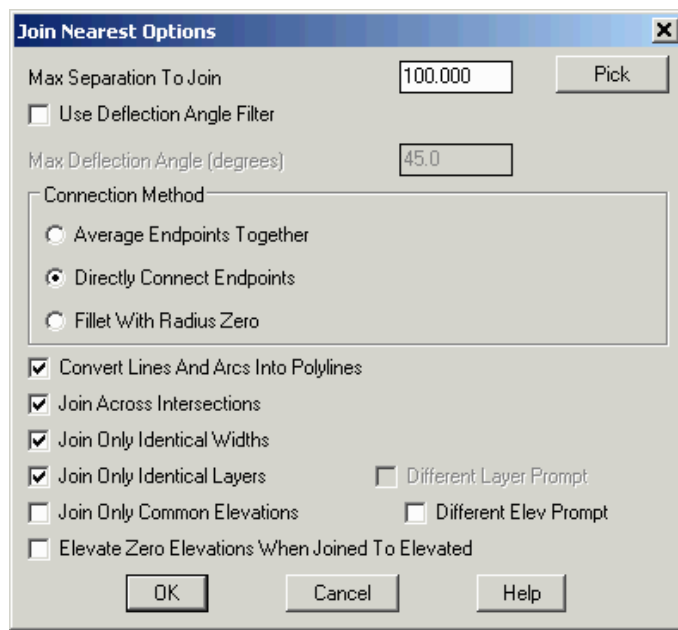 Join Nearest Options
Max Separation To Join 100.000 Pick
Use Deflection Angle Filter
Max Deflection Angle (degrees) 45.0
Connection Method
Average Endpoints Together
Directly Connect Endpoints
Fillet With Radius Zero
Convert Lines And Arcs Into Polylines
Join Across Intersections
Join Only Identical Widths
Join Only Identical Layers Different Layer Prompt
Join Only Common Elevations Different Elev Prompt
Elevate Zero Elevations When Joined To Elevated
OK Cancel Help